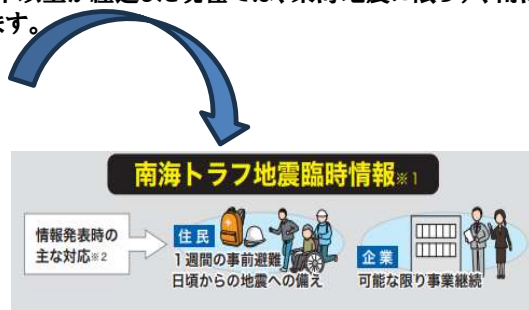 ます。
南海トラフ地震臨時情報※1
情報発表時の
主な対応※2
住民
1週間の事前避難
日頃からの地震への備え
企業
可能な限り事業継続